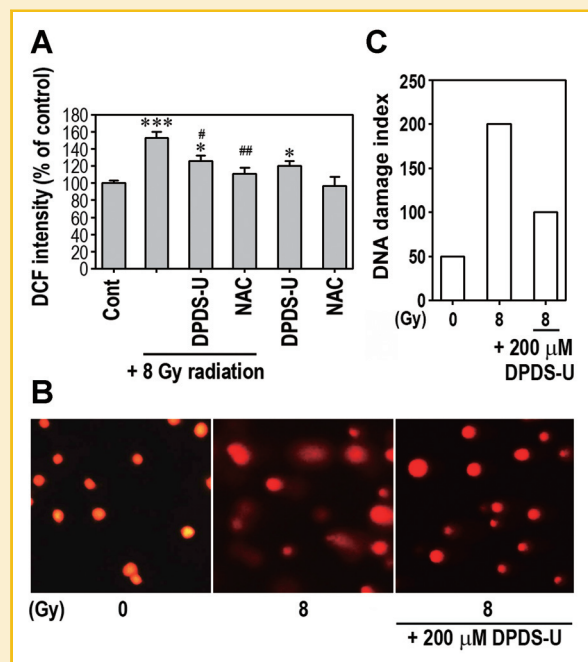 A
DCF intensity (% of control)
180
160
140
120
100
80
60
40
20
0
***
#
*
##
*
Cont
DPDS-U
NAC
DPDS-U
NAC
+ 8 Gy radiation
C
DNA damage index
250
200
150
100
50
0
(Gy) 0 8 8
+ 200 μM
DPDS-U
B
(Gy) 0 8 8
+ 200 μM DPDS-U